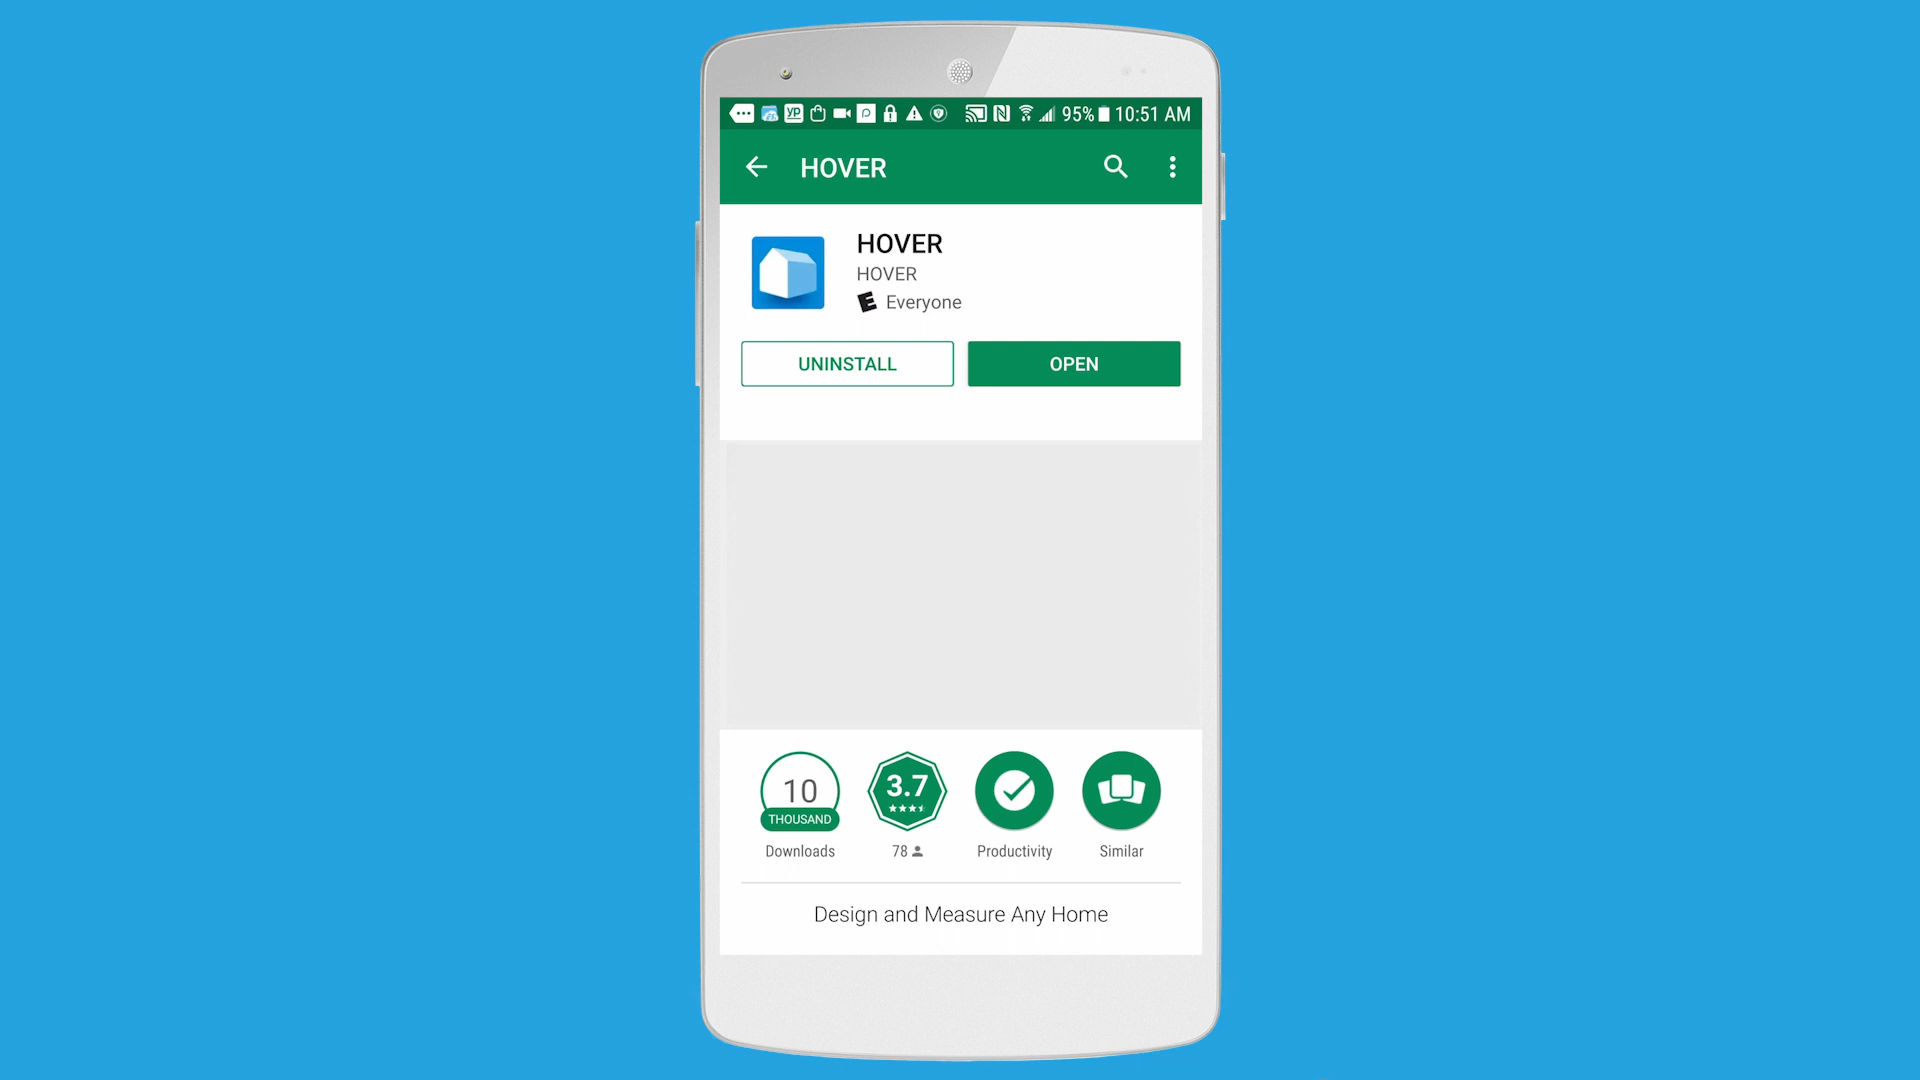 YP 95% 10:51 AM
HOVER
HOVER
HOVER
E Everyone
UNINSTALL OPEN
10 THOUSAND
3.7
Downloads 78 Productivity Similar
Design and Measure Any Home